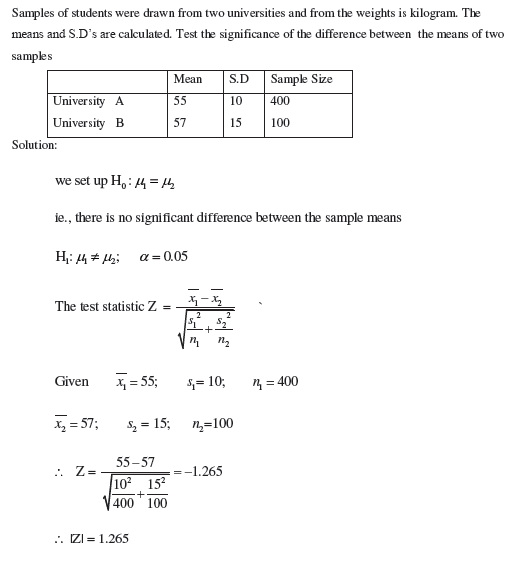 Samples of students were drawn from two universities and from the weights is kilogram. The
means and S.D's are calculated. Test the significance of the difference between the means of two
samples
Mean S.D Sample Size
University A 55 10 400
University B 57 15 100
Solution:
we set up H₀ : μ₁ = μ₂
ie., there is no significant difference between the sample means
H₁: μ₁ ≠ μ₂; α = 0.05
The test statistic Z = (x̅₁ − x̅₂) / √(s₁²/n₁ + s₂²/n₂) `
Given x̅₁ = 55; s₁= 10; n₁ = 400
x̅₂ = 57; s₂ = 15; n₂=100
∴ Z = (55−57) / √(10²/400 + 15²/100) = −1.265
∴ |Z| = 1.265